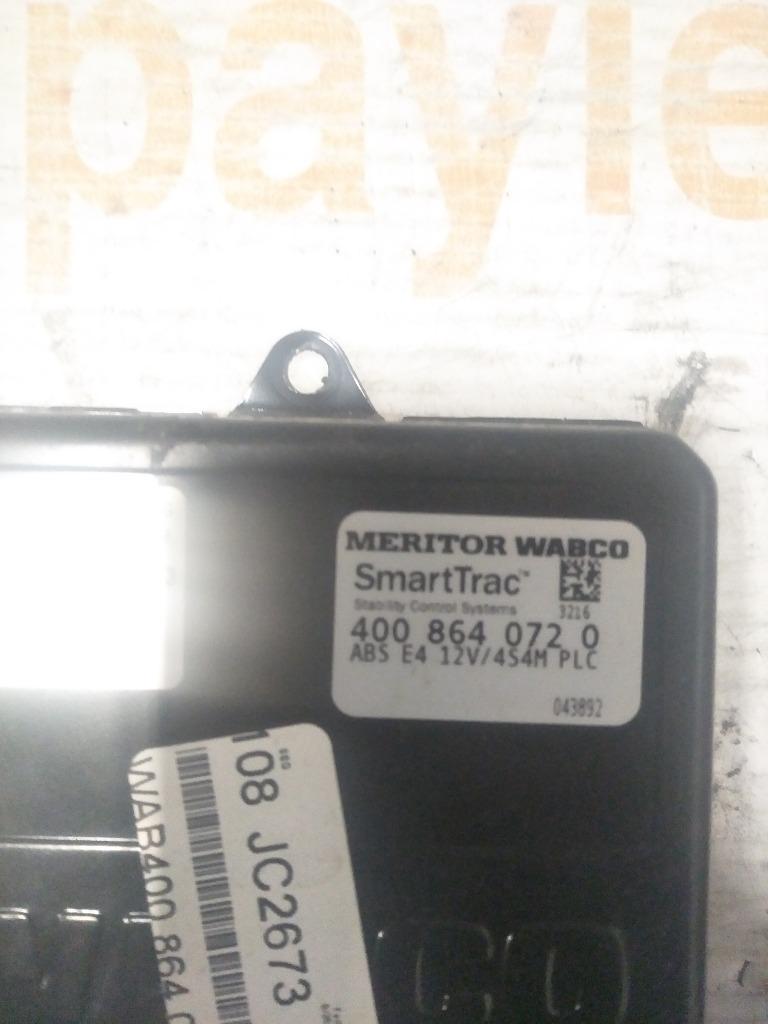 payle
MERITOR WABCO
SmartTrac™
Stability Control Systems
3216
400 864 072 0
ABS E4 12V/4S4M PLC
043892
108 JC2673
WAB400 864 0
CO